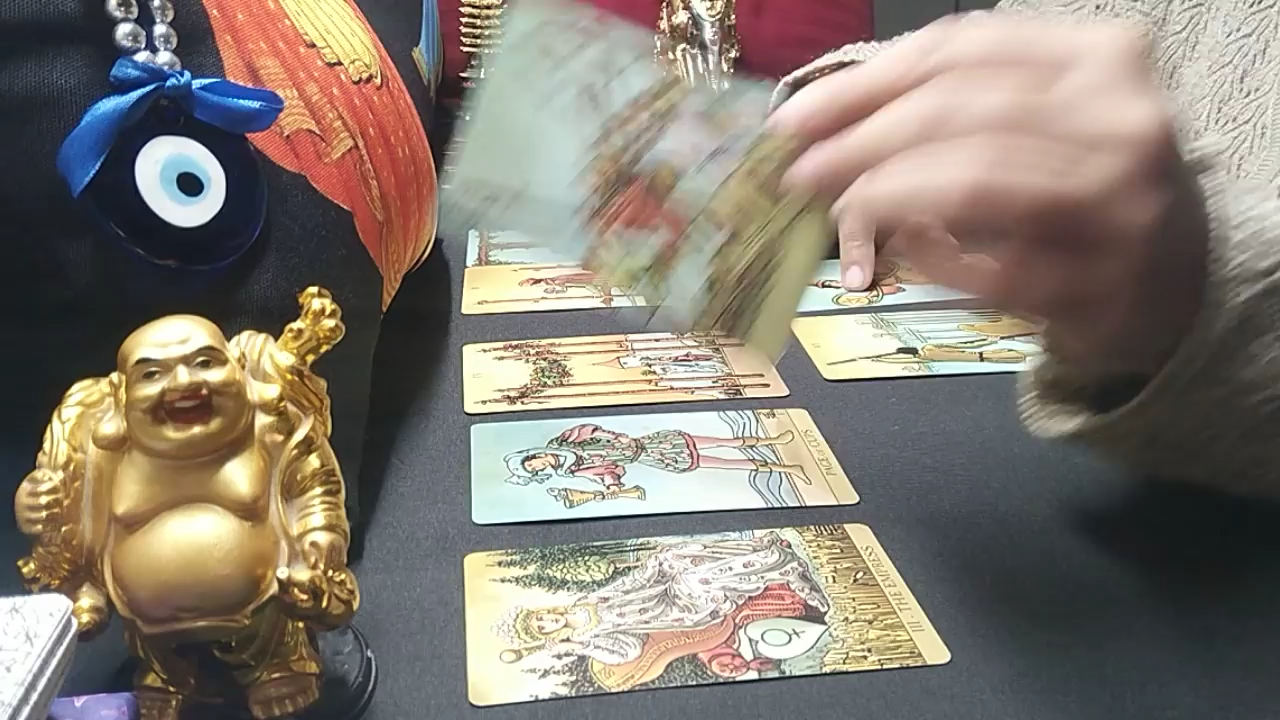 PAGE of CUPS
III · THE EMPRESS